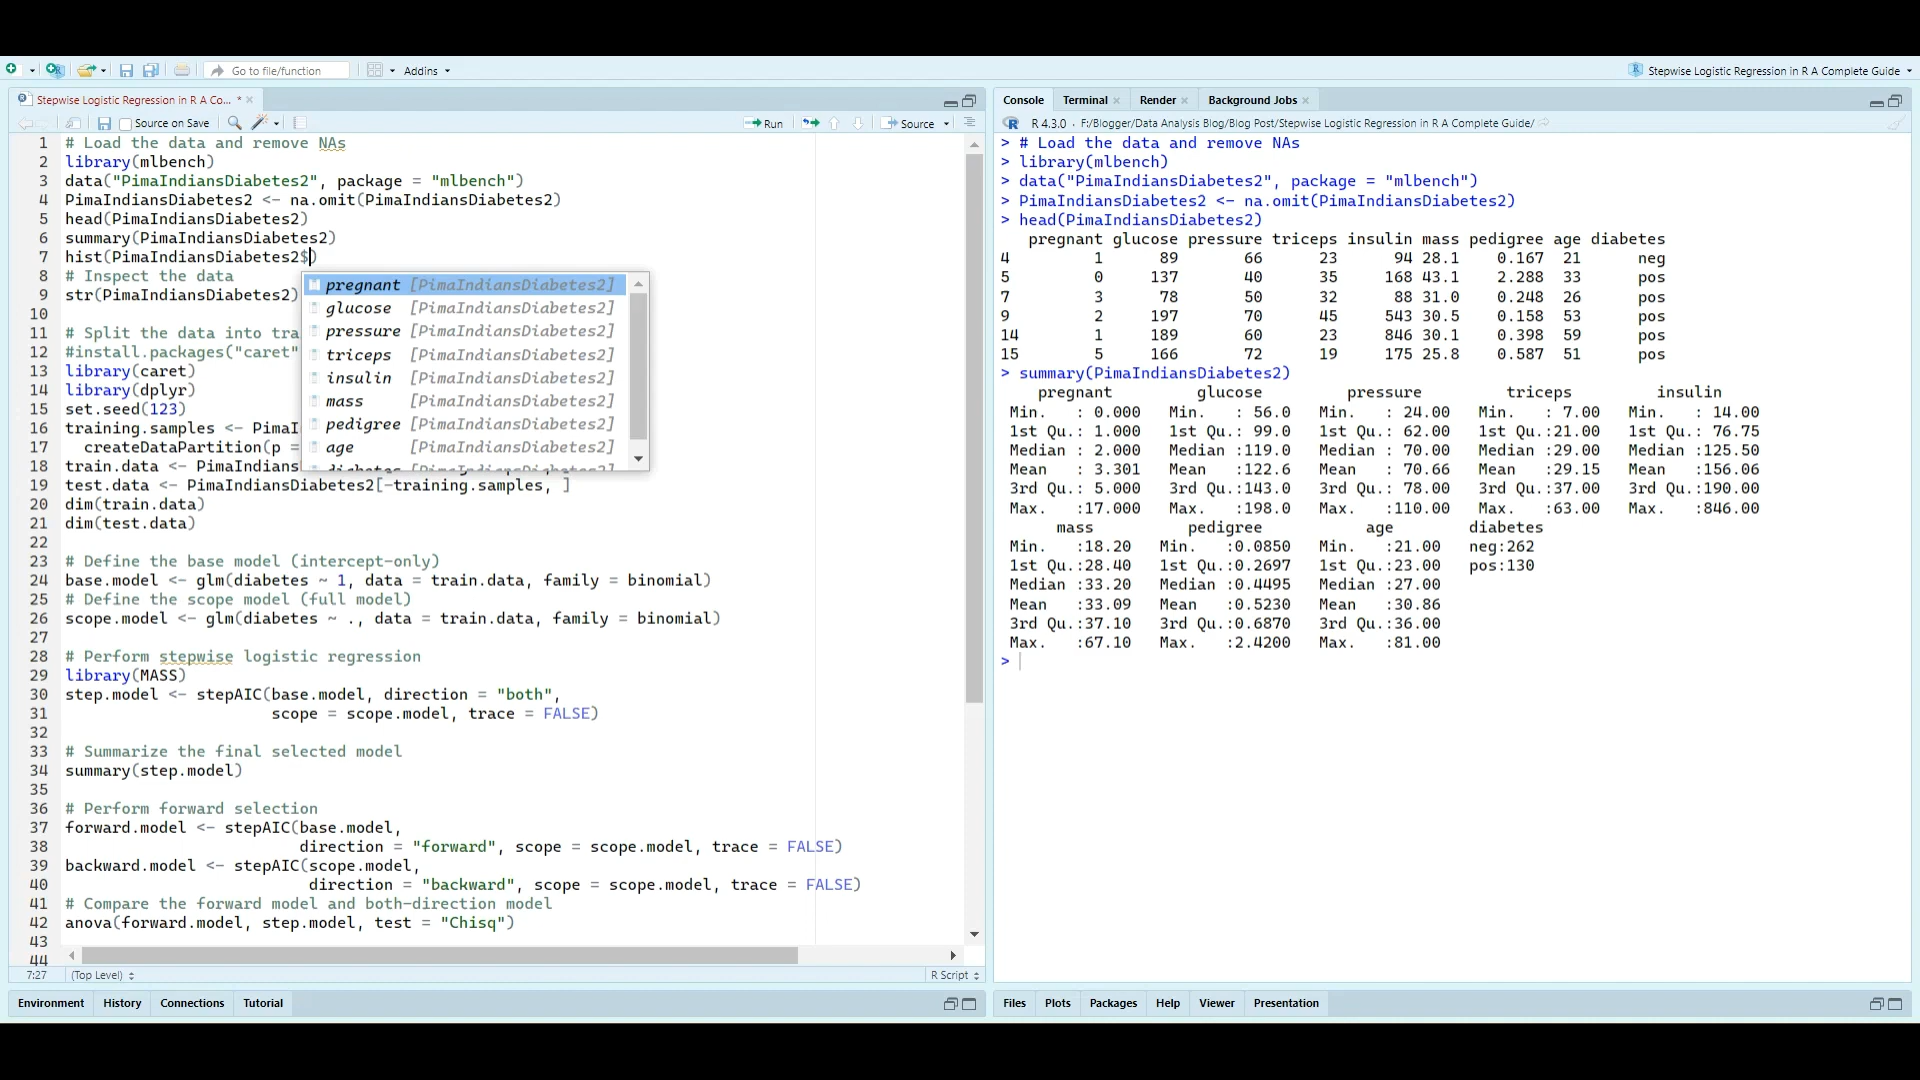 Go to file/function
Addins
Stepwise Logistic Regression in R A Complete Guide
Stepwise Logistic Regression in R A Co... *
Source on Save
Run
Source
1 # Load the data and remove NAs
2 library(mlbench)
3 data("PimaIndiansDiabetes2", package = "mlbench")
4 PimaIndiansDiabetes2 <- na.omit(PimaIndiansDiabetes2)
5 head(PimaIndiansDiabetes2)
6 summary(PimaIndiansDiabetes2)
7 hist(PimaIndiansDiabetes2$)
8 # Inspect the data
9 str(PimaIndiansDiabetes2)
10
11 # Split the data into tra
12 #install.packages("caret"
13 library(caret)
14 library(dplyr)
15 set.seed(123)
16 training.samples <- PimaI
17 createDataPartition(p =
18 train.data <- PimaIndians
19 test.data <- PimaIndiansDiabetes2[-training.samples, ]
20 dim(train.data)
21 dim(test.data)
22
23 # Define the base model (intercept-only)
24 base.model <- glm(diabetes ~ 1, data = train.data, family = binomial)
25 # Define the scope model (full model)
26 scope.model <- glm(diabetes ~ ., data = train.data, family = binomial)
27
28 # Perform stepwise logistic regression
29 library(MASS)
30 step.model <- stepAIC(base.model, direction = "both",
31 scope = scope.model, trace = FALSE)
32
33 # Summarize the final selected model
34 summary(step.model)
35
36 # Perform forward selection
37 forward.model <- stepAIC(base.model,
38 direction = "forward", scope = scope.model, trace = FALSE)
39 backward.model <- stepAIC(scope.model,
40 direction = "backward", scope = scope.model, trace = FALSE)
41 # Compare the forward model and both-direction model
42 anova(forward.model, step.model, test = "Chisq")
43
44
pregnant [PimaIndiansDiabetes2]
glucose [PimaIndiansDiabetes2]
pressure [PimaIndiansDiabetes2]
triceps [PimaIndiansDiabetes2]
insulin [PimaIndiansDiabetes2]
mass [PimaIndiansDiabetes2]
pedigree [PimaIndiansDiabetes2]
age [PimaIndiansDiabetes2]
diabetes [PimaIndiansDiabetes2]
7:27 (Top Level) R Script
Environment History Connections Tutorial
Console Terminal Render Background Jobs
R 4.3.0 · F:/Blogger/Data Analysis Blog/Blog Post/Stepwise Logistic Regression in R A Complete Guide/
> # Load the data and remove NAs
> library(mlbench)
> data("PimaIndiansDiabetes2", package = "mlbench")
> PimaIndiansDiabetes2 <- na.omit(PimaIndiansDiabetes2)
> head(PimaIndiansDiabetes2)
pregnant glucose pressure triceps insulin mass pedigree age diabetes
4 1 89 66 23 94 28.1 0.167 21 neg
5 0 137 40 35 168 43.1 2.288 33 pos
7 3 78 50 32 88 31.0 0.248 26 pos
9 2 197 70 45 543 30.5 0.158 53 pos
14 1 189 60 23 846 30.1 0.398 59 pos
15 5 166 72 19 175 25.8 0.587 51 pos
> summary(PimaIndiansDiabetes2)
pregnant glucose pressure triceps insulin
Min. : 0.000 Min. : 56.0 Min. : 24.00 Min. : 7.00 Min. : 14.00
1st Qu.: 1.000 1st Qu.: 99.0 1st Qu.: 62.00 1st Qu.:21.00 1st Qu.: 76.75
Median : 2.000 Median :119.0 Median : 70.00 Median :29.00 Median :125.50
Mean : 3.301 Mean :122.6 Mean : 70.66 Mean :29.15 Mean :156.06
3rd Qu.: 5.000 3rd Qu.:143.0 3rd Qu.: 78.00 3rd Qu.:37.00 3rd Qu.:190.00
Max. :17.000 Max. :198.0 Max. :110.00 Max. :63.00 Max. :846.00
mass pedigree age diabetes
Min. :18.20 Min. :0.0850 Min. :21.00 neg:262
1st Qu.:28.40 1st Qu.:0.2697 1st Qu.:23.00 pos:130
Median :33.20 Median :0.4495 Median :27.00
Mean :33.09 Mean :0.5230 Mean :30.86
3rd Qu.:37.10 3rd Qu.:0.6870 3rd Qu.:36.00
Max. :67.10 Max. :2.4200 Max. :81.00
>
Files Plots Packages Help Viewer Presentation